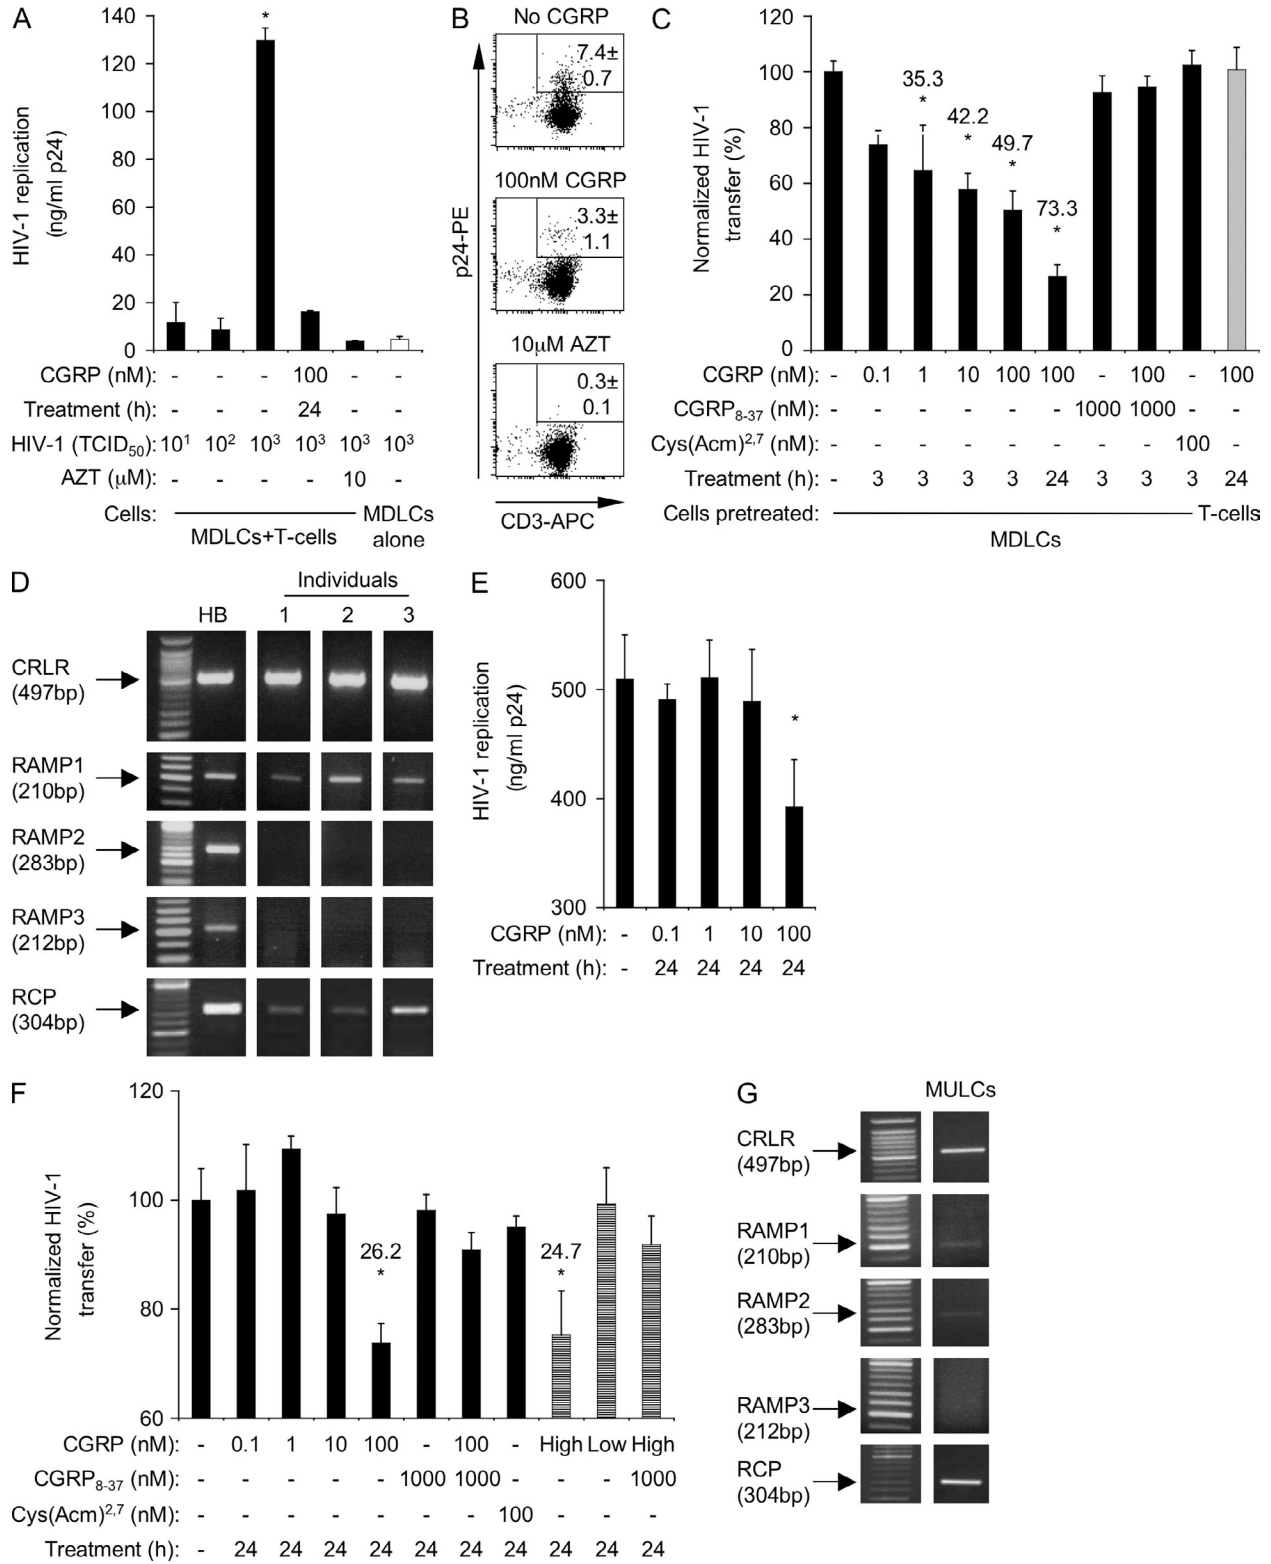 A
HIV-1 replication
(ng/ml p24)
140
120
100
80
60
40
20
0
*
CGRP (nM): - - - 100 - -
Treatment (h): - - - 24 - -
HIV-1 (TCID50): 10¹ 10² 10³ 10³ 10³ 10³
AZT (µM): - - - - 10 -
Cells: MDLCs+T-cells MDLCs
alone
B
No CGRP
7.4±
0.7
100nM CGRP
3.3±
1.1
10µM AZT
0.3±
0.1
p24-PE
CD3-APC
C
Normalized HIV-1
transfer (%)
120
100
80
60
40
20
0
35.3
*
42.2
*
49.7
*
73.3
*
CGRP (nM): - 0.1 1 10 100 100 - 100 - 100
CGRP8-37 (nM): - - - - - - 1000 1000 - -
Cys(Acm)2,7 (nM): - - - - - - - - 100 -
Treatment (h): - 3 3 3 3 24 3 3 3 24
Cells pretreated: MDLCs T-cells
D
Individuals
HB 1 2 3
CRLR
(497bp)
RAMP1
(210bp)
RAMP2
(283bp)
RAMP3
(212bp)
RCP
(304bp)
E
HIV-1 replication
(ng/ml p24)
600
500
400
300
*
CGRP (nM): - 0.1 1 10 100
Treatment (h): - 24 24 24 24
F
Normalized HIV-1
transfer (%)
120
100
80
60
26.2
*
24.7
*
CGRP (nM): - 0.1 1 10 100 - 100 - High Low High
CGRP8-37 (nM): - - - - - 1000 1000 - - - 1000
Cys(Acm)2,7 (nM): - - - - - - - 100 - - -
Treatment (h): - 24 24 24 24 24 24 24 24 24 24
G
MULCs
CRLR
(497bp)
RAMP1
(210bp)
RAMP2
(283bp)
RAMP3
(212bp)
RCP
(304bp)